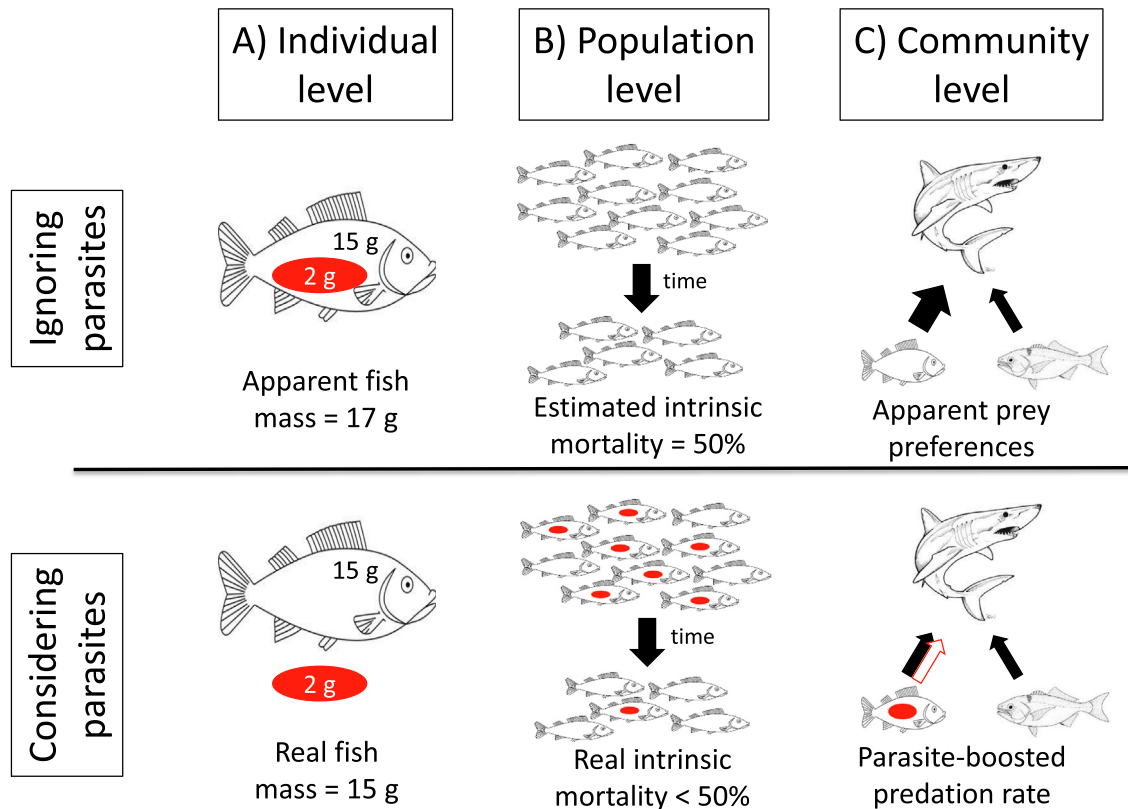 A) Individual
level
B) Population
level
C) Community
level
Ignoring
parasites
15 g
2 g
Apparent fish
mass = 17 g
time
Estimated intrinsic
mortality = 50%
Apparent prey
preferences
Considering
parasites
15 g
2 g
Real fish
mass = 15 g
time
Real intrinsic
mortality < 50%
Parasite-boosted
predation rate